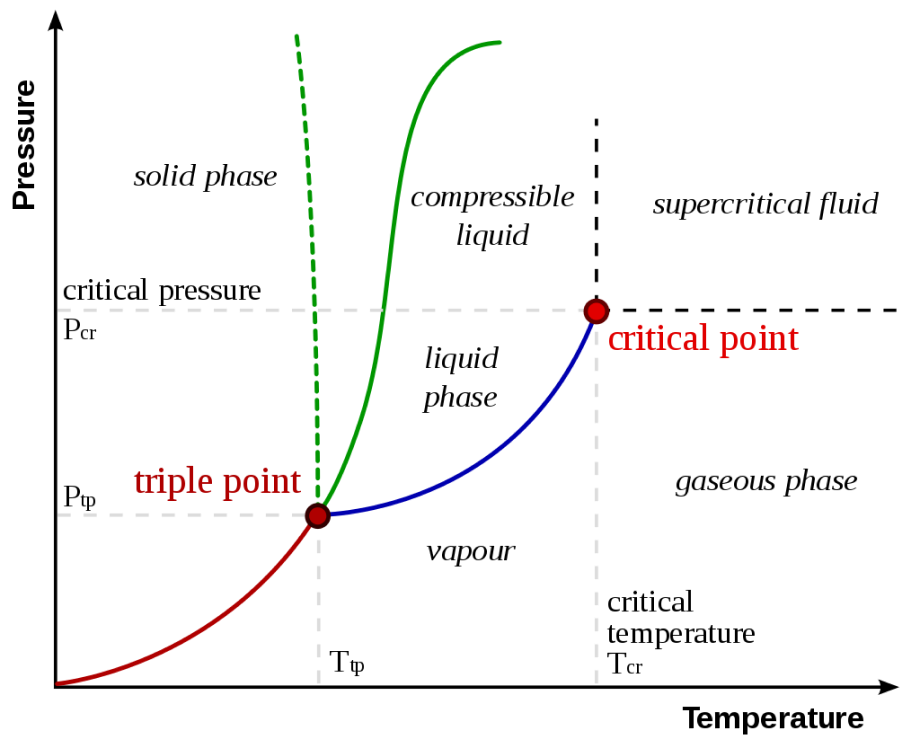 Pressure
solid phase
compressible
liquid
supercritical fluid
critical pressure
Pcr
critical point
liquid
phase
triple point
Ptp
gaseous phase
vapour
critical
temperature
Tcr
Ttp
Temperature